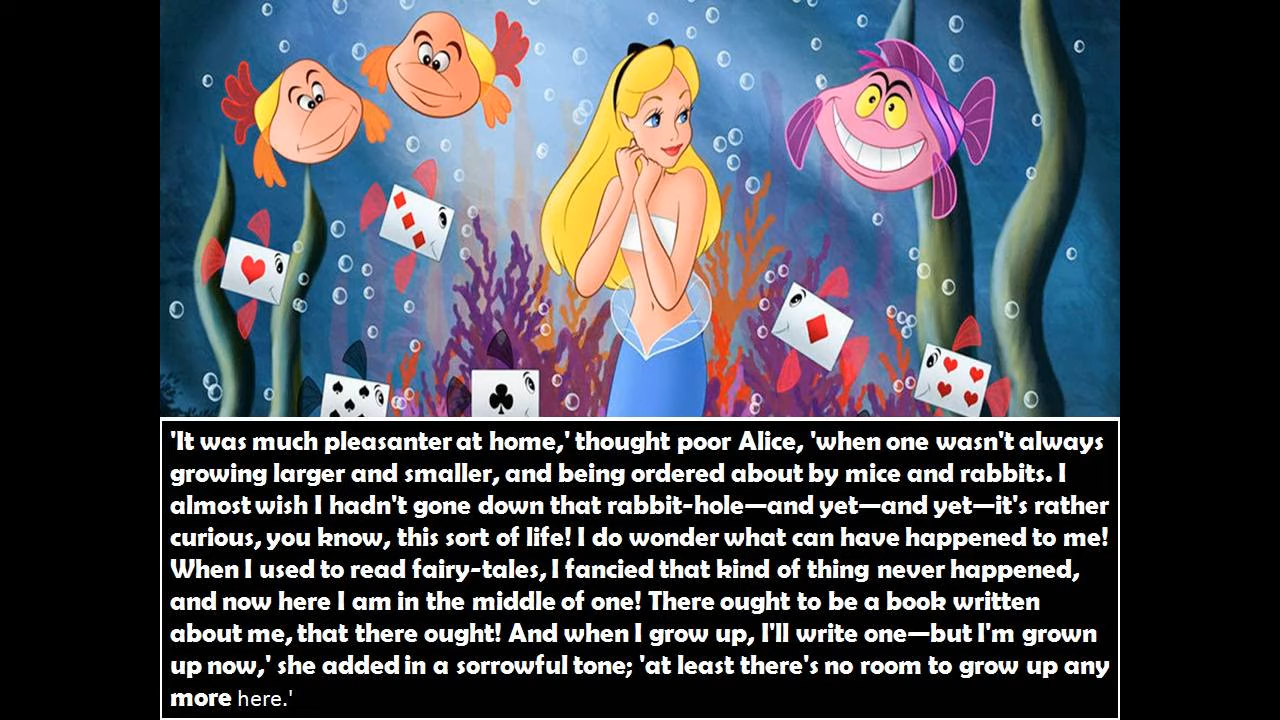 'It was much pleasanter at home,' thought poor Alice, 'when one wasn't always
growing larger and smaller, and being ordered about by mice and rabbits. I
almost wish I hadn't gone down that rabbit-hole—and yet—and yet—it's rather
curious, you know, this sort of life! I do wonder what can have happened to me!
When I used to read fairy-tales, I fancied that kind of thing never happened,
and now here I am in the middle of one! There ought to be a book written
about me, that there ought! And when I grow up, I'll write one—but I'm grown
up now,' she added in a sorrowful tone; 'at least there's no room to grow up any
more here.'